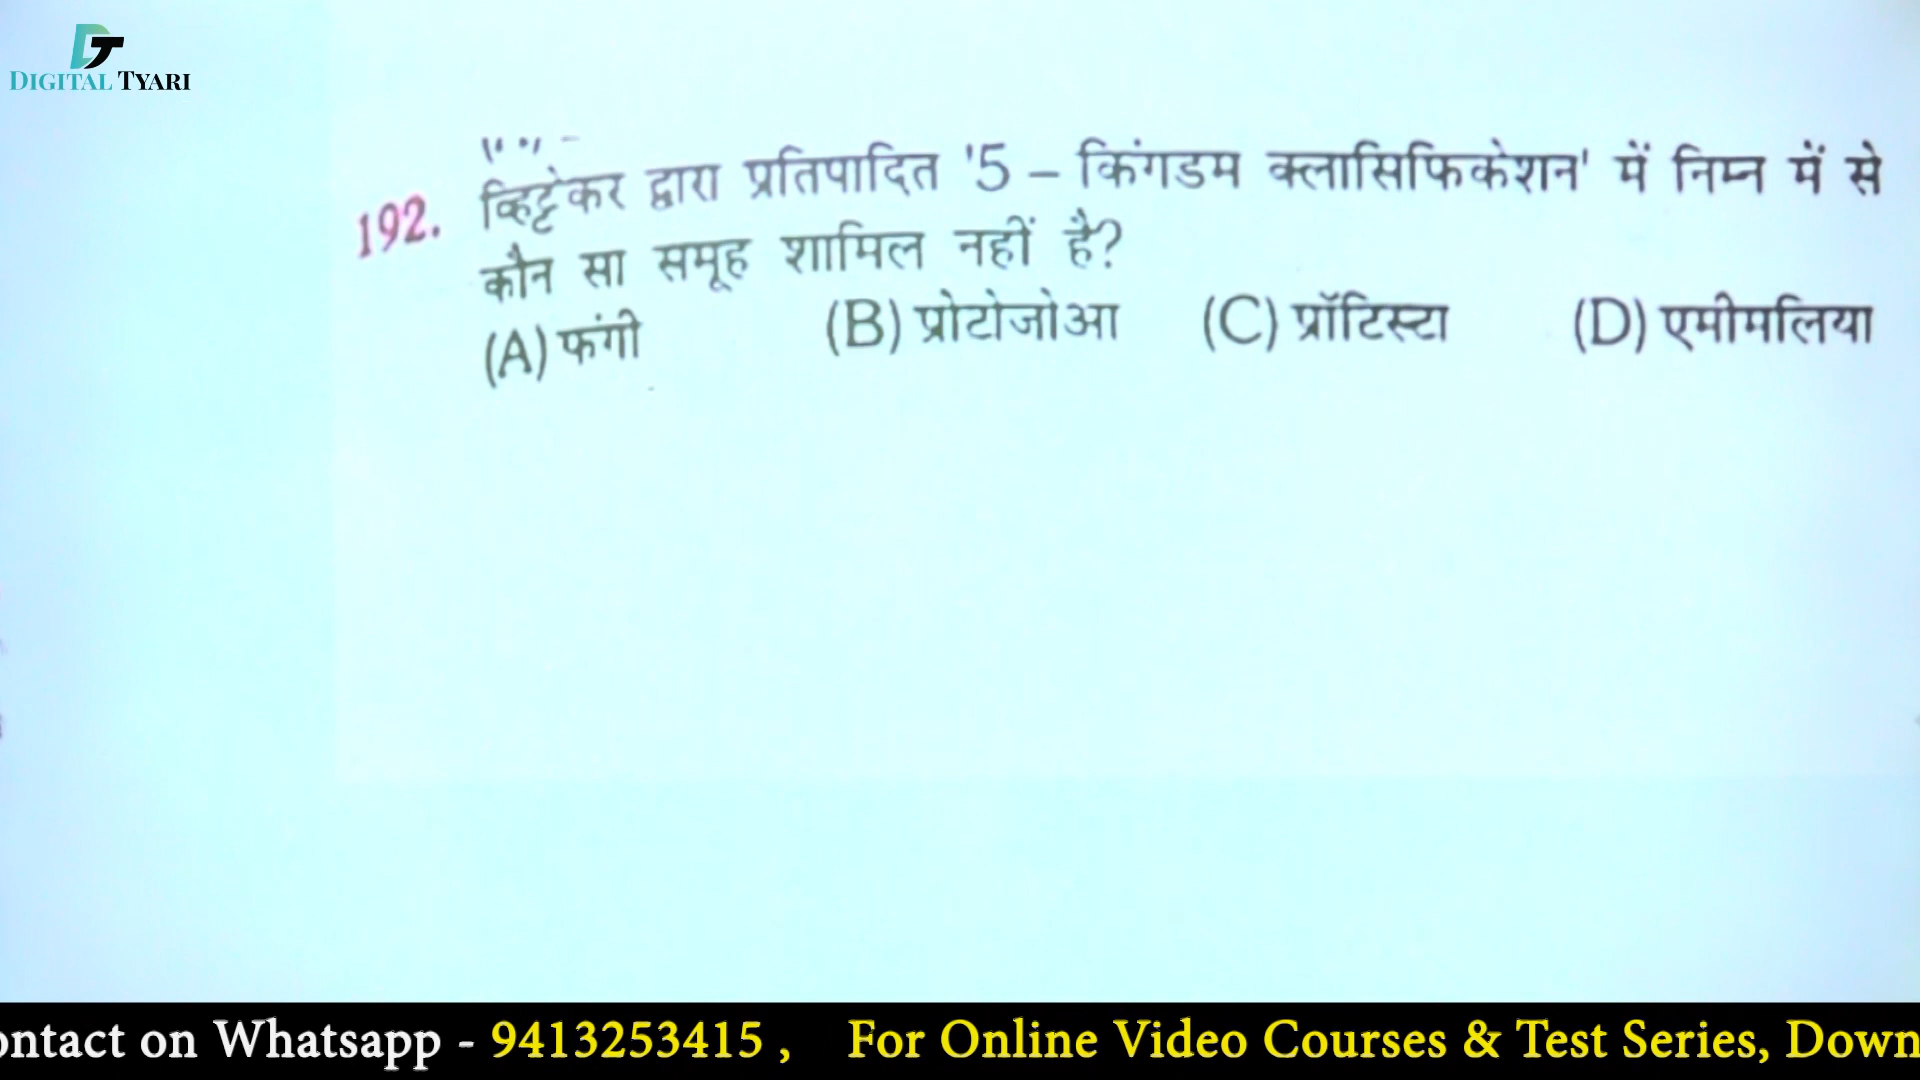 DT
DIGITAL TYARI
192. व्हिट्टेकर द्वारा प्रतिपादित '5 – किंगडम क्लासिफिकेशन' में निम्न में से
कौन सा समूह शामिल नहीं है?
(A) फंगी (B) प्रोटोजोआ (C) प्रॉटिस्टा (D) एमीमलिया
ontact on Whatsapp - 9413253415 , For Online Video Courses & Test Series, Down